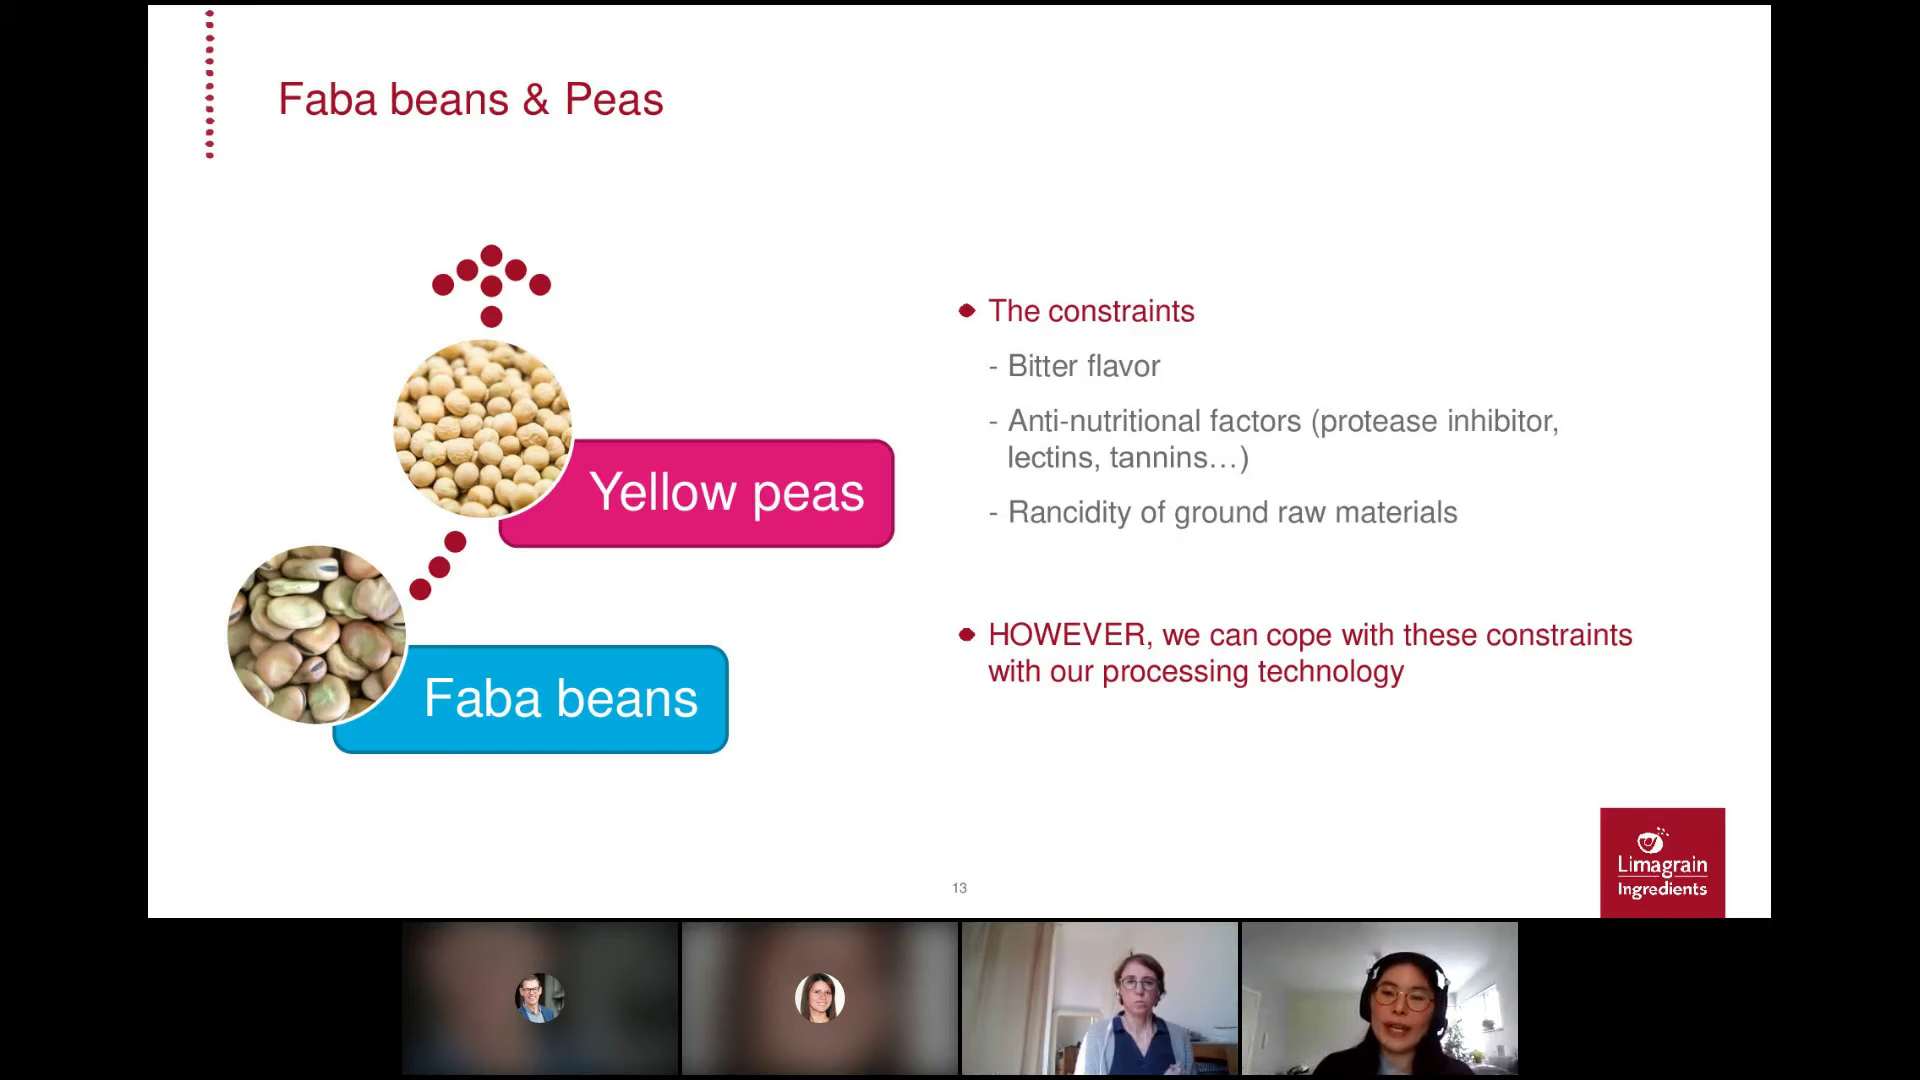 Faba beans & Peas
Yellow peas
Faba beans
The constraints
- Bitter flavor
- Anti-nutritional factors (protease inhibitor,
lectins, tannins…)
- Rancidity of ground raw materials
HOWEVER, we can cope with these constraints
with our processing technology
13
Limagrain
Ingredients